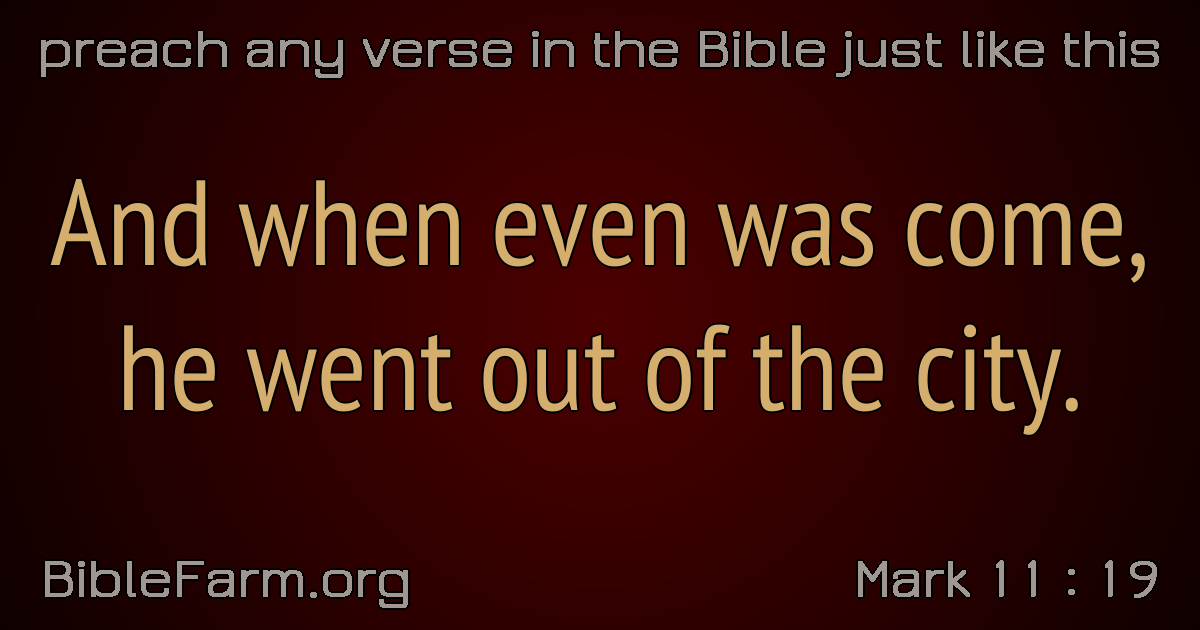 preach any verse in the Bible just like this
And when even was come,
he went out of the city.
BibleFarm.org
Mark 11 : 19